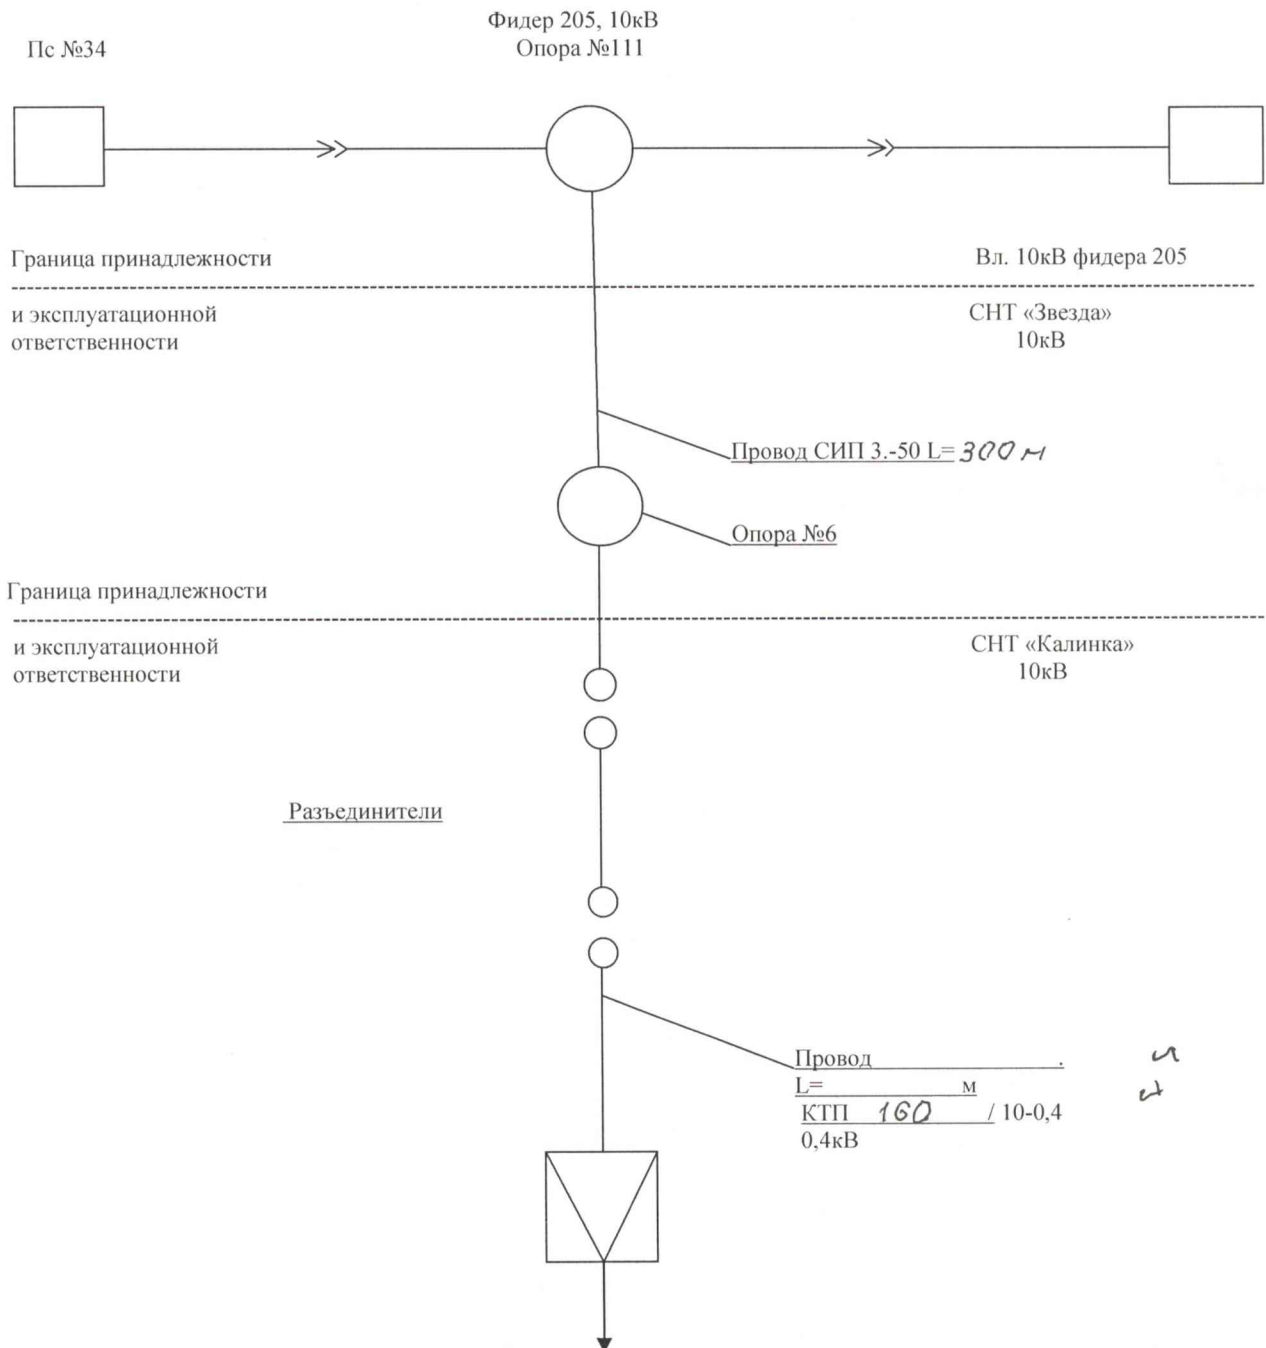 Фидер 205, 10кВ
Пс №34
Опора №111
Граница принадлежности
Вл. 10кВ фидера 205
и эксплуатационной
ответственности
СНТ «Звезда»
10кВ
Провод СИП 3.-50 L= 300 м
Опора №6
Граница принадлежности
и эксплуатационной
ответственности
СНТ «Калинка»
10кВ
Разъединители
Провод .
L= м
КТП 160 / 10-0,4
0,4кВ